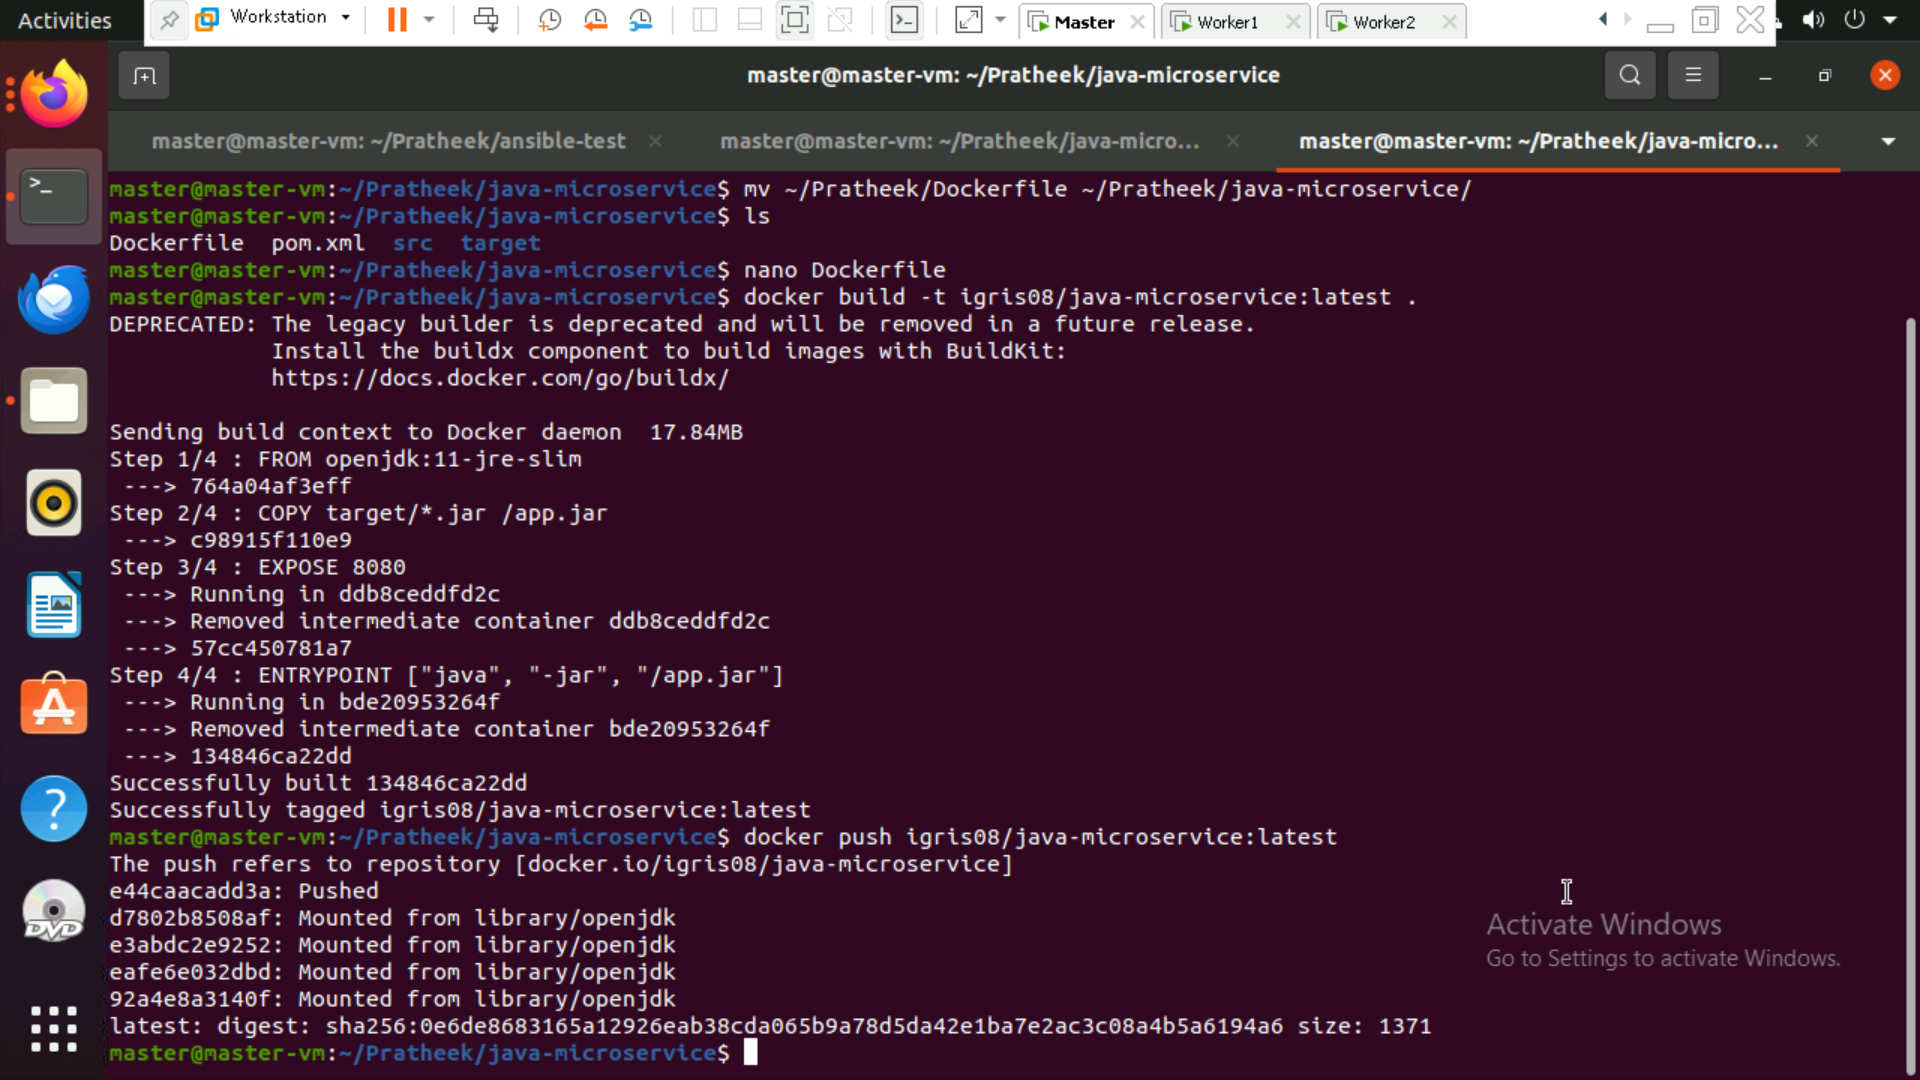 Activities
Workstation
Master
Worker1
Worker2
master@master-vm: ~/Pratheek/java-microservice
master@master-vm: ~/Pratheek/ansible-test
master@master-vm: ~/Pratheek/java-micro...
master@master-vm: ~/Pratheek/java-micro...
master@master-vm:~/Pratheek/java-microservice$ mv ~/Pratheek/Dockerfile ~/Pratheek/java-microservice/
master@master-vm:~/Pratheek/java-microservice$ ls
Dockerfile  pom.xml  src  target
master@master-vm:~/Pratheek/java-microservice$ nano Dockerfile
master@master-vm:~/Pratheek/java-microservice$ docker build -t igris08/java-microservice:latest .
DEPRECATED: The legacy builder is deprecated and will be removed in a future release.
            Install the buildx component to build images with BuildKit:
            https://docs.docker.com/go/buildx/
Sending build context to Docker daemon  17.84MB
Step 1/4 : FROM openjdk:11-jre-slim
 ---> 764a04af3eff
Step 2/4 : COPY target/*.jar /app.jar
 ---> c98915f110e9
Step 3/4 : EXPOSE 8080
 ---> Running in ddb8ceddfd2c
 ---> Removed intermediate container ddb8ceddfd2c
 ---> 57cc450781a7
Step 4/4 : ENTRYPOINT ["java", "-jar", "/app.jar"]
 ---> Running in bde20953264f
 ---> Removed intermediate container bde20953264f
 ---> 134846ca22dd
Successfully built 134846ca22dd
Successfully tagged igris08/java-microservice:latest
master@master-vm:~/Pratheek/java-microservice$ docker push igris08/java-microservice:latest
The push refers to repository [docker.io/igris08/java-microservice]
e44caacadd3a: Pushed
d7802b8508af: Mounted from library/openjdk
e3abdc2e9252: Mounted from library/openjdk
eafe6e032dbd: Mounted from library/openjdk
92a4e8a3140f: Mounted from library/openjdk
latest: digest: sha256:0e6de8683165a12926eab38cda065b9a78d5da42e1ba7e2ac3c08a4b5a6194a6 size: 1371
master@master-vm:~/Pratheek/java-microservice$
Activate Windows
Go to Settings to activate Windows.
DVD